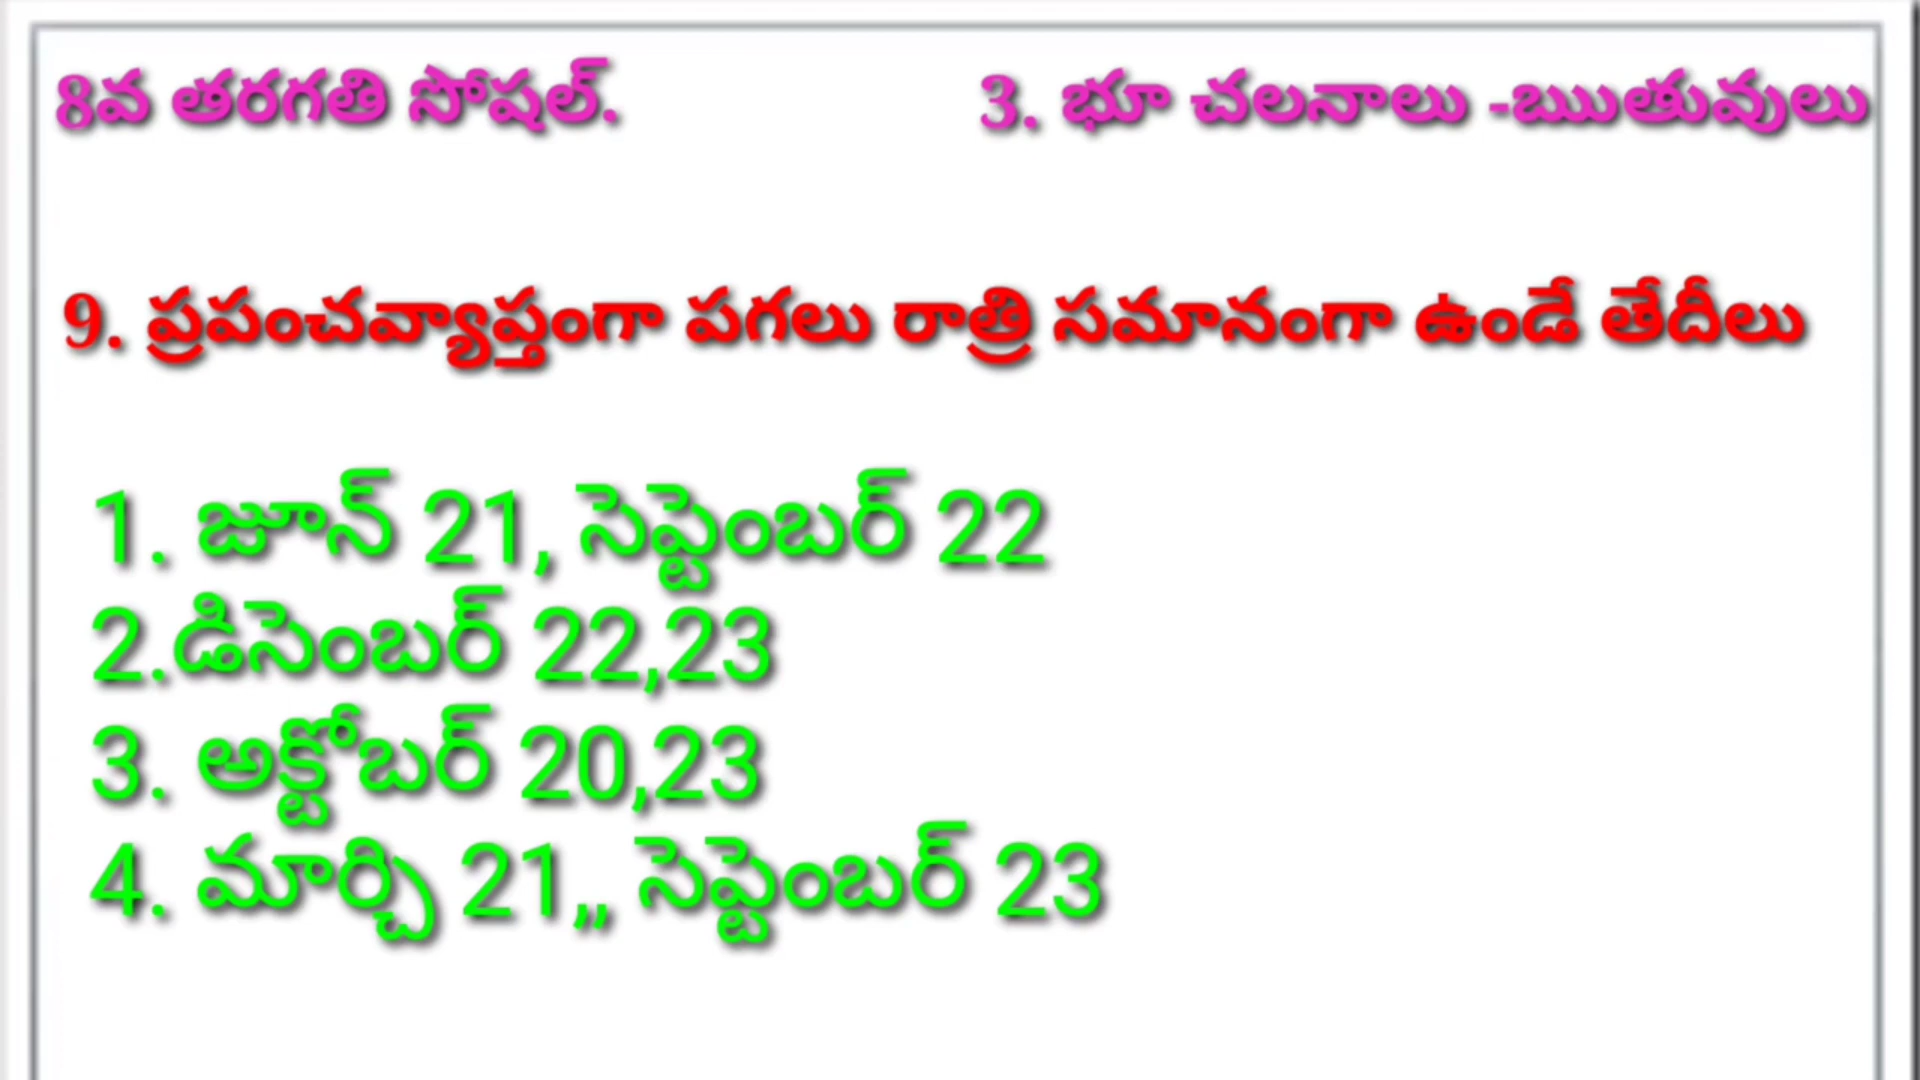 8వ తరగతి సోషల్. 3. భూ చలనాలు -ఋతువులు
9. ప్రపంచవ్యాప్తంగా పగలు రాత్రి సమానంగా ఉండే తేదీలు
1. జూన్ 21, సెప్టెంబర్ 22
2.డిసెంబర్ 22,23
3. అక్టోబర్ 20,23
4. మార్చి 21,, సెప్టెంబర్ 23